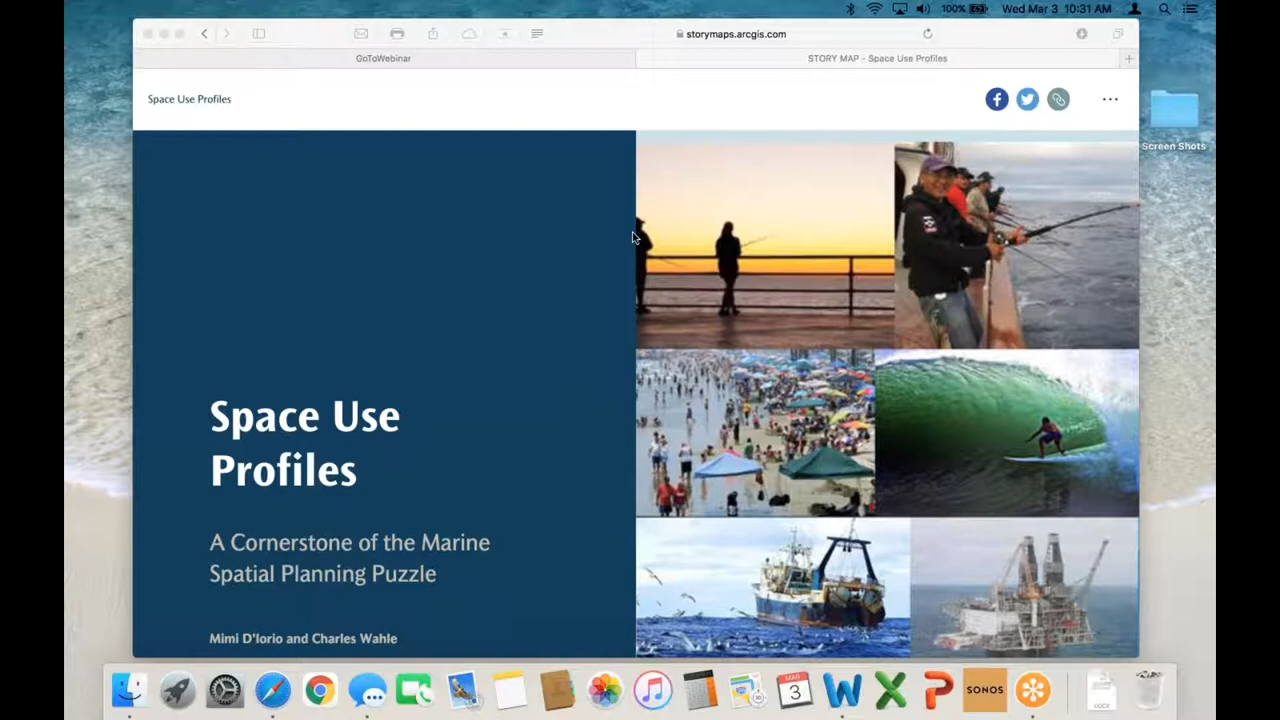 100%
Wed Mar 3 10:31 AM
storymaps.arcgis.com
GoToWebinar
STORY MAP - Space Use Profiles
Space Use Profiles
Screen Shots
Space Use
Profiles
A Cornerstone of the Marine
Spatial Planning Puzzle
Mimi D'Iorio and Charles Wahle
MAR
3
SONOS